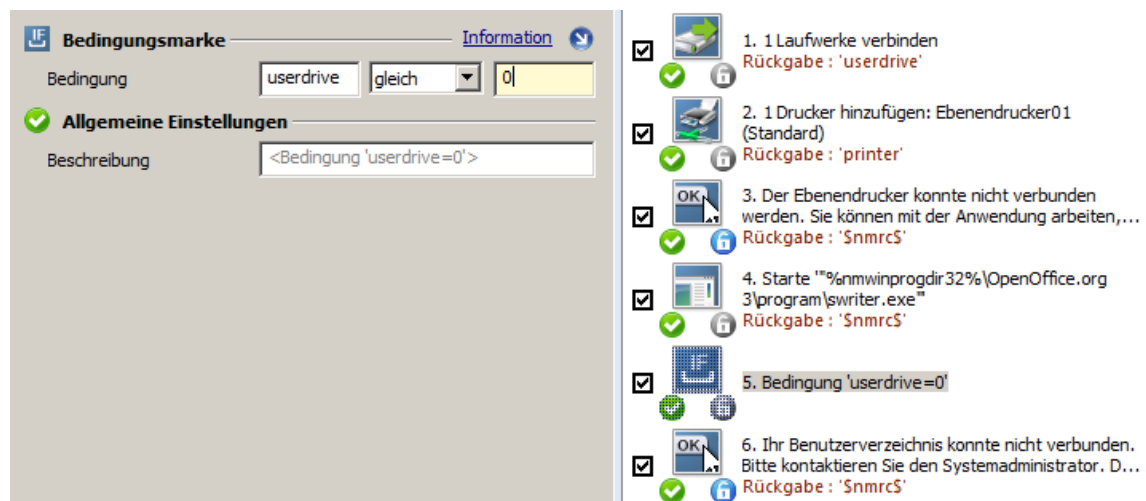 IF Bedingungsmarke Information
Bedingung userdrive gleich 0
Allgemeine Einstellungen
Beschreibung <Bedingung 'userdrive=0'>
1. 1 Laufwerke verbinden
Rückgabe : 'userdrive'
2. 1 Drucker hinzufügen: Ebenendrucker01
(Standard)
Rückgabe : 'printer'
OK
3. Der Ebenendrucker konnte nicht verbunden
werden. Sie können mit der Anwendung arbeiten,...
Rückgabe : '$nmrc$'
4. Starte '"%nmwinprogdir32%\OpenOffice.org
3\program\swriter.exe"'
Rückgabe : '$nmrc$'
IF
5. Bedingung 'userdrive=0'
OK
6. Ihr Benutzerverzeichnis konnte nicht verbunden.
Bitte kontaktieren Sie den Systemadministrator. D...
Rückgabe : '$nmrc$'